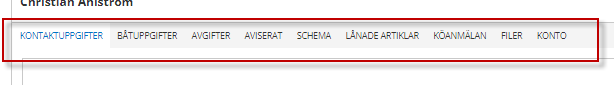 Christian Ahlström
KONTAKTUPPGIFTER BÅTUPPGIFTER AVGIFTER AVISERAT SCHEMA LÅNADE ARTIKLAR KÖANMÄLAN FILER KONTO